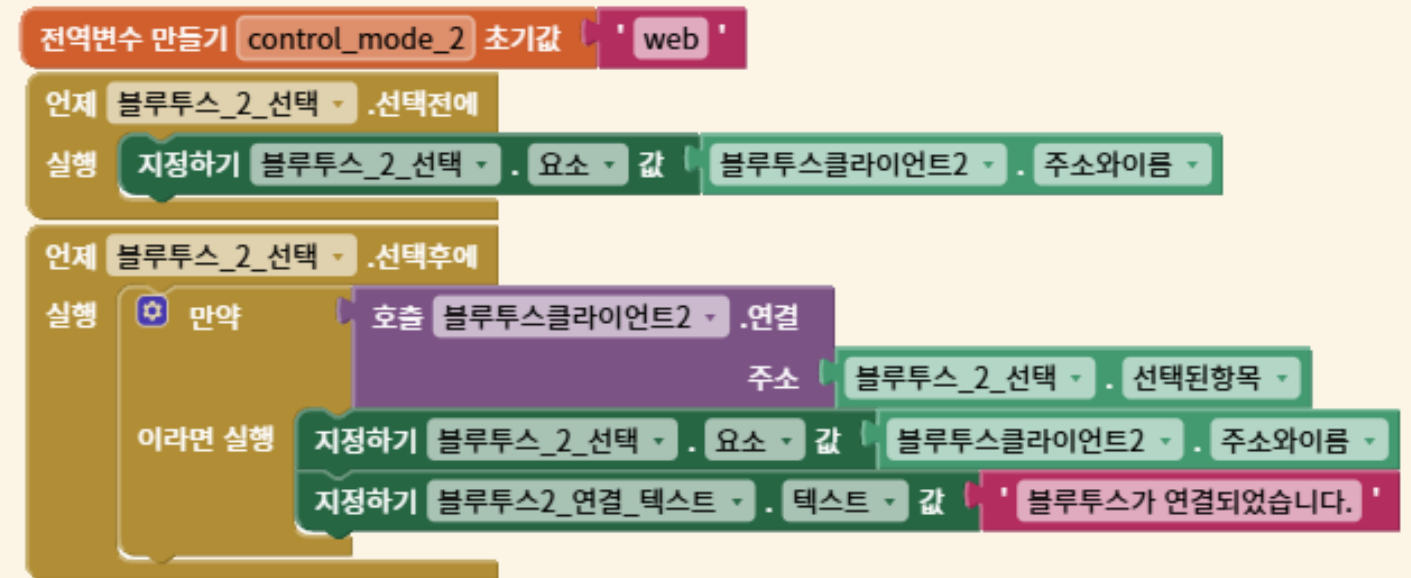 전역변수 만들기 control_mode_2 초기값 ' web '
언제 블루투스_2_선택 .선택전에
실행 지정하기 블루투스_2_선택 . 요소 값 블루투스클라이언트2 . 주소와이름
언제 블루투스_2_선택 .선택후에
실행 만약 호출 블루투스클라이언트2 .연결
주소 블루투스_2_선택 . 선택된항목
이라면 실행 지정하기 블루투스_2_선택 . 요소 값 블루투스클라이언트2 . 주소와이름
지정하기 블루투스2_연결_텍스트 . 텍스트 값 ' 블루투스가 연결되었습니다. '